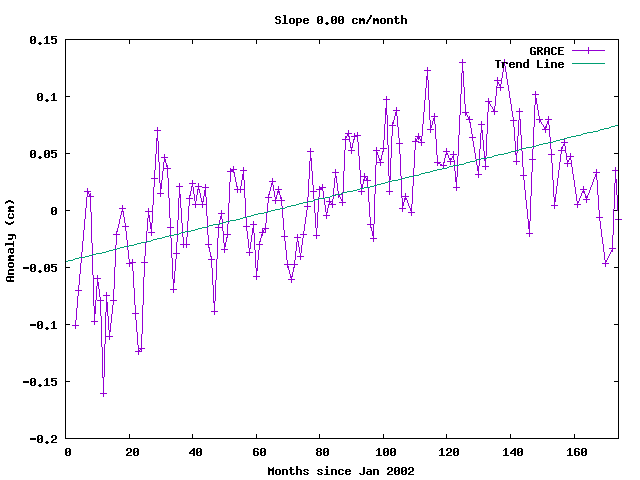 Slope 0.00 cm/month
GRACE
Trend Line
0.15
0.1
0.05
0
-0.05
-0.1
-0.15
-0.2
Anomaly (cm)
0 20 40 60 80 100 120 140 160
Months since Jan 2002